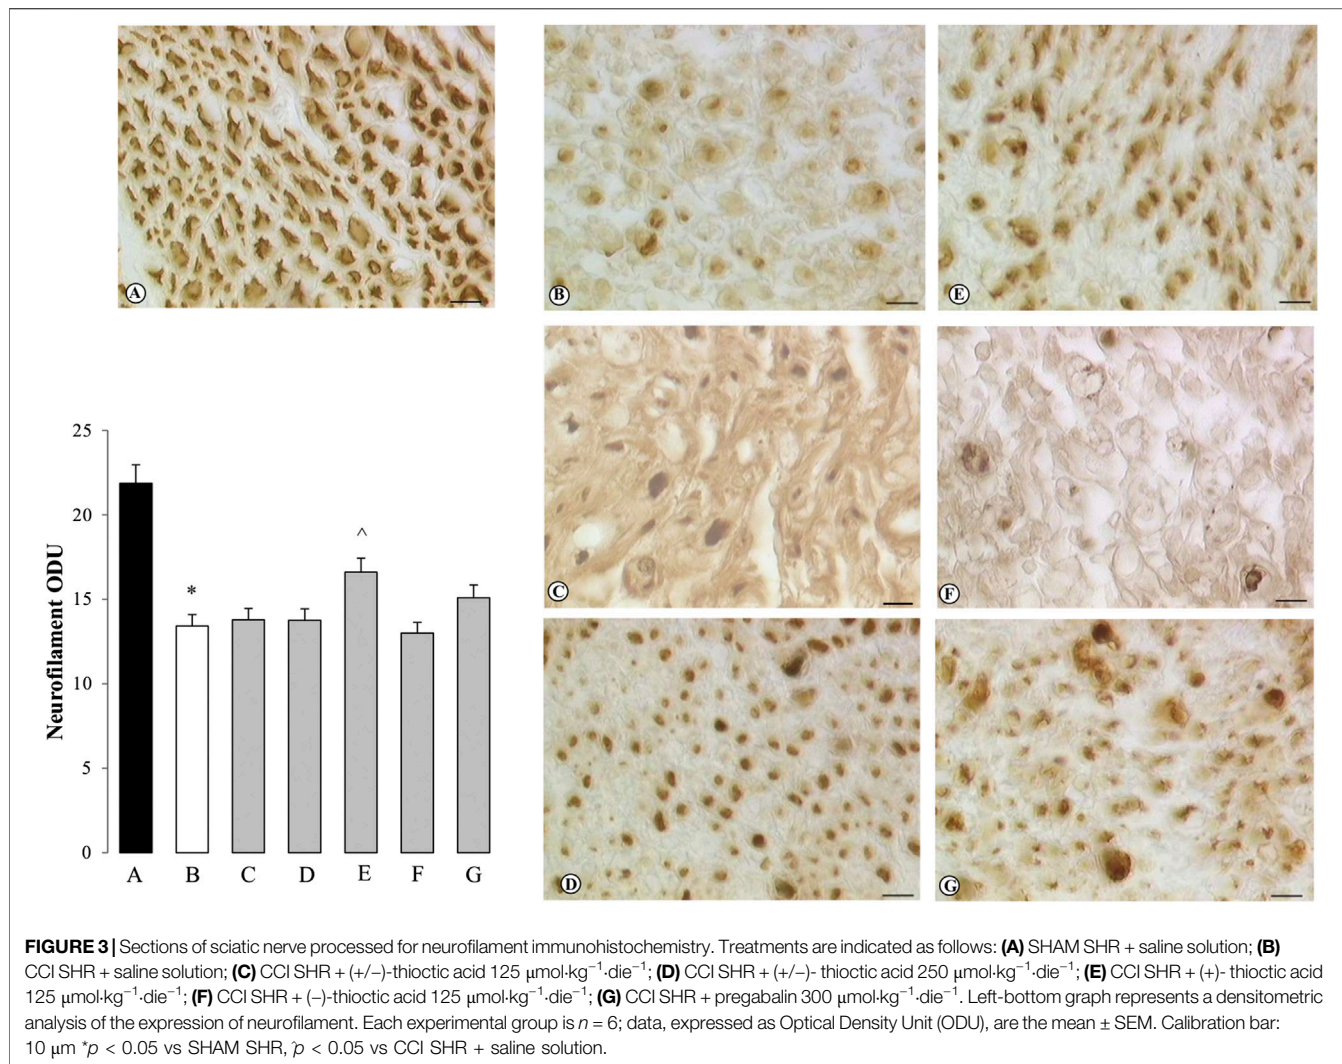 A
B
E
C
F
D
G
25
20
15
10
5
0
Neurofilament ODU
*
^
A B C D E F G
FIGURE 3 | Sections of sciatic nerve processed for neurofilament immunohistochemistry. Treatments are indicated as follows: (A) SHAM SHR + saline solution; (B)
CCI SHR + saline solution; (C) CCI SHR + (+/−)-thioctic acid 125 μmol·kg⁻¹·die⁻¹; (D) CCI SHR + (+/−)- thioctic acid 250 μmol·kg⁻¹·die⁻¹; (E) CCI SHR + (+)- thioctic acid
125 μmol·kg⁻¹·die⁻¹; (F) CCI SHR + (−)-thioctic acid 125 μmol·kg⁻¹·die⁻¹; (G) CCI SHR + pregabalin 300 μmol·kg⁻¹·die⁻¹. Left-bottom graph represents a densitometric
analysis of the expression of neurofilament. Each experimental group is n = 6; data, expressed as Optical Density Unit (ODU), are the mean ± SEM. Calibration bar:
10 μm *p < 0.05 vs SHAM SHR, ^p < 0.05 vs CCI SHR + saline solution.